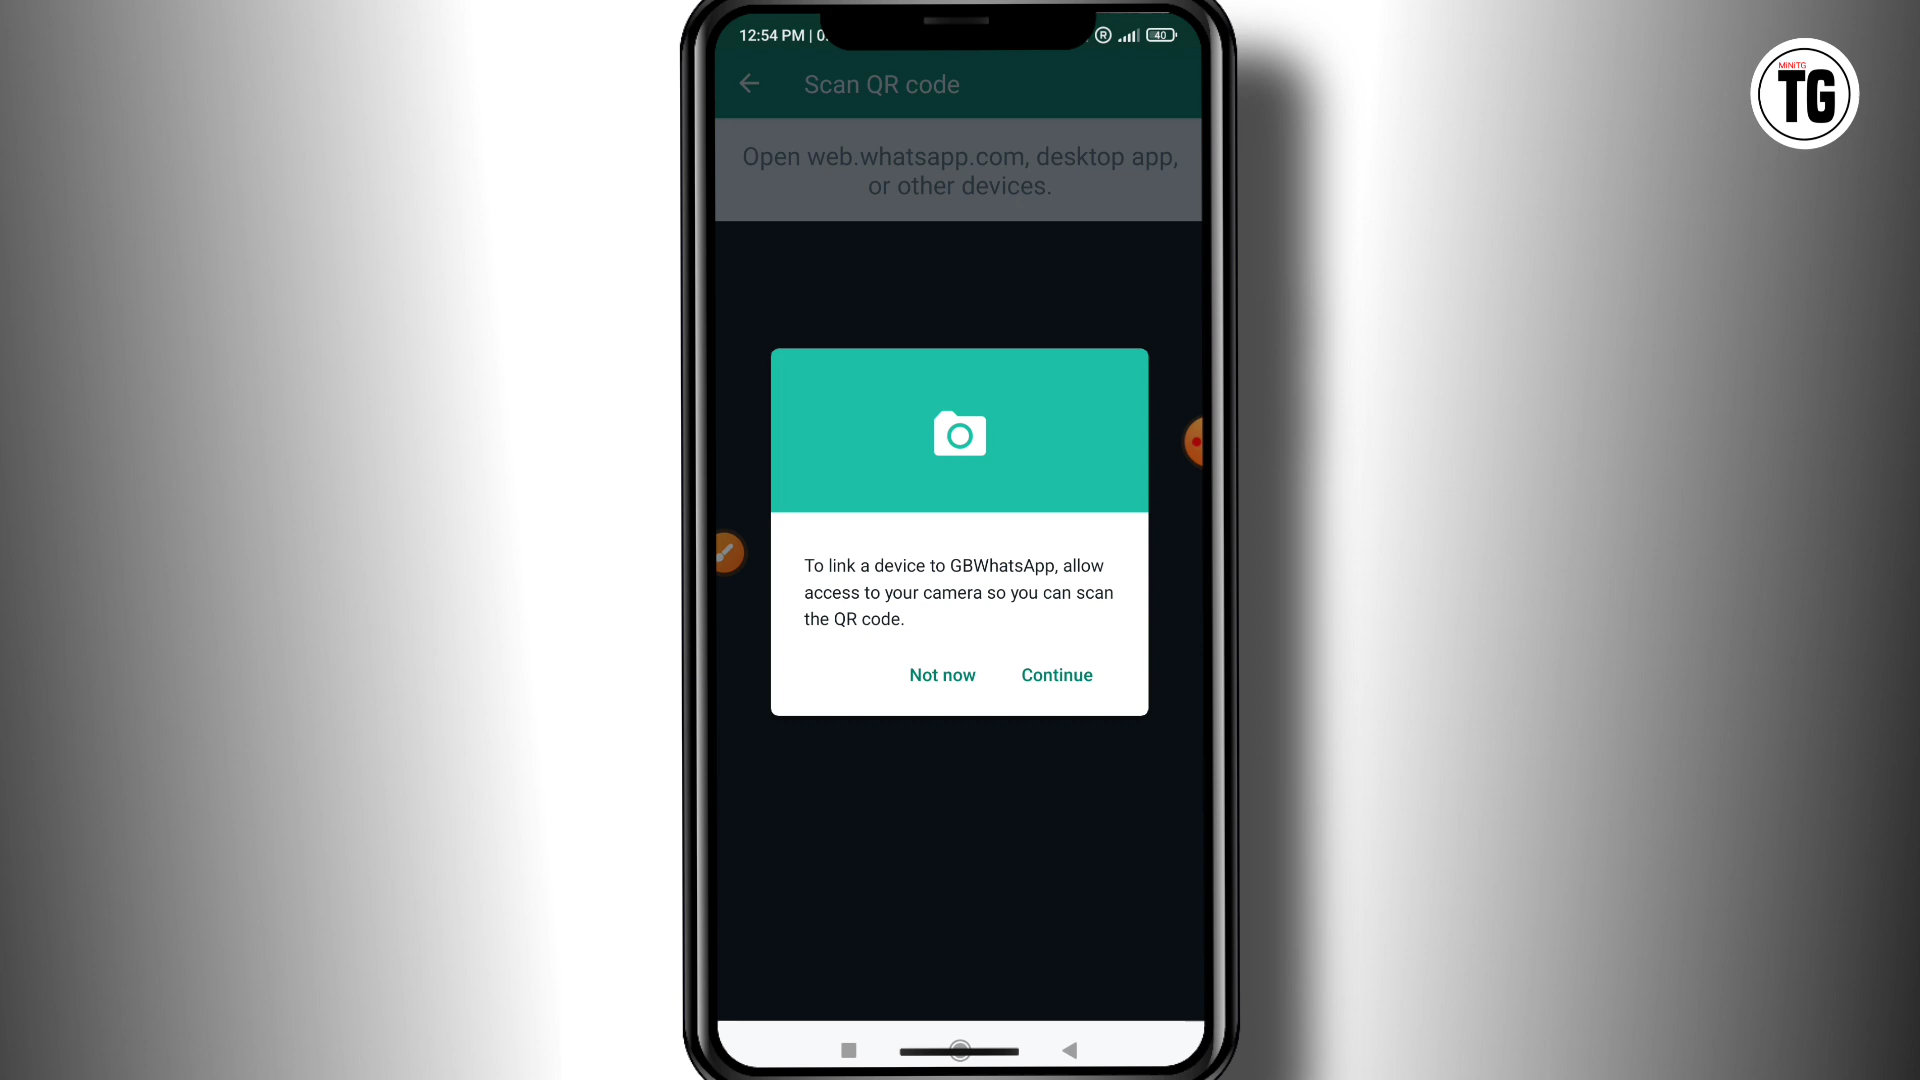 12:54 PM | 0.
R
40
MiNiTG
TG
Scan QR code
Open web.whatsapp.com, desktop app,
or other devices.
To link a device to GBWhatsApp, allow
access to your camera so you can scan
the QR code.
Not now
Continue